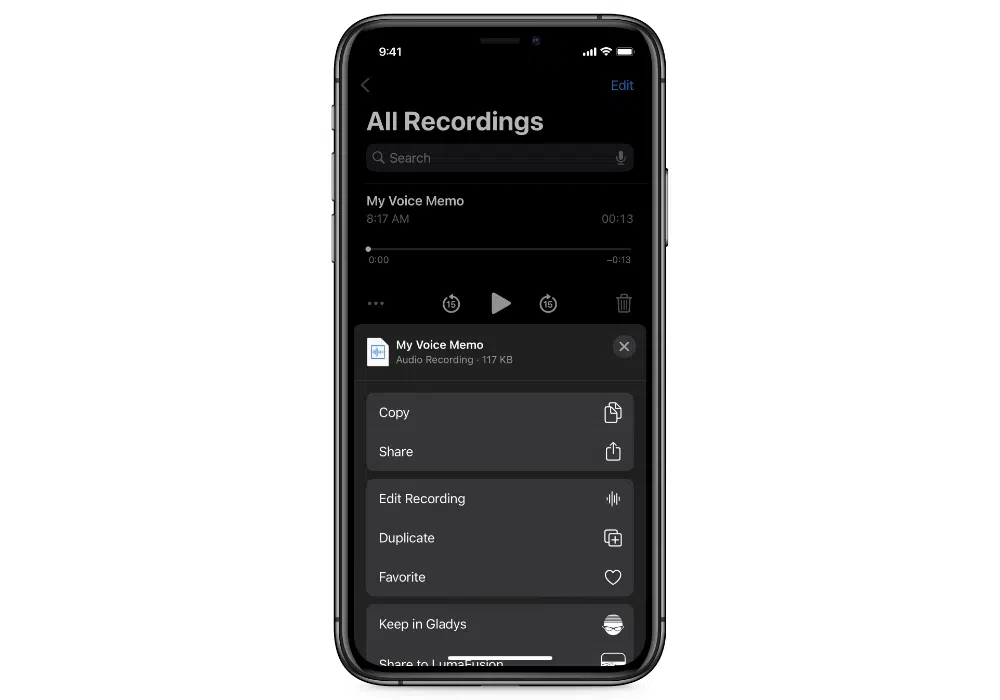 9:41
Edit
All Recordings
Search
My Voice Memo
8:17 AM 00:13
0:00 –0:13
15 15
My Voice Memo
Audio Recording · 117 KB
Copy
Share
Edit Recording
Duplicate
Favorite
Keep in Gladys
Share to LumaFusion